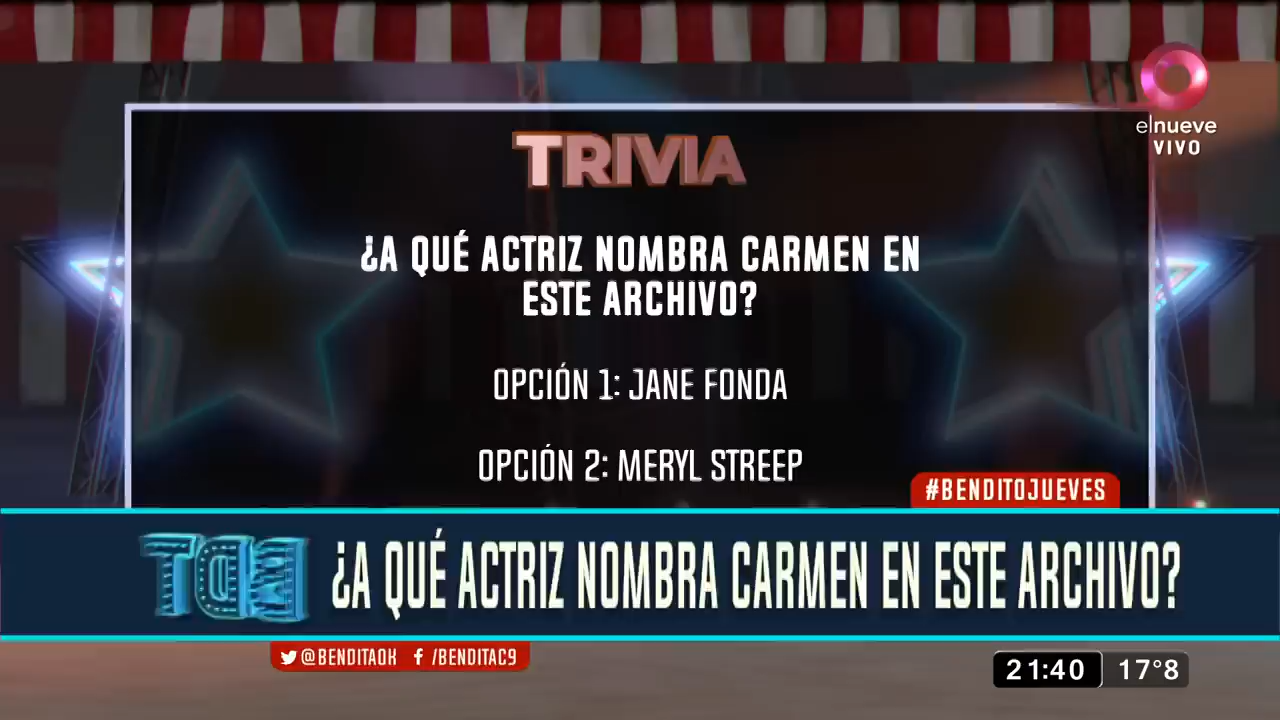 TRIVIA
elnueve
VIVO
¿A QUÉ ACTRIZ NOMBRA CARMEN EN
ESTE ARCHIVO?
OPCIÓN 1: JANE FONDA
OPCIÓN 2: MERYL STREEP
#BENDITOJUEVES
¿A QUÉ ACTRIZ NOMBRA CARMEN EN ESTE ARCHIVO?
@BENDITAOK /BENDITAC9
21:40 17°8